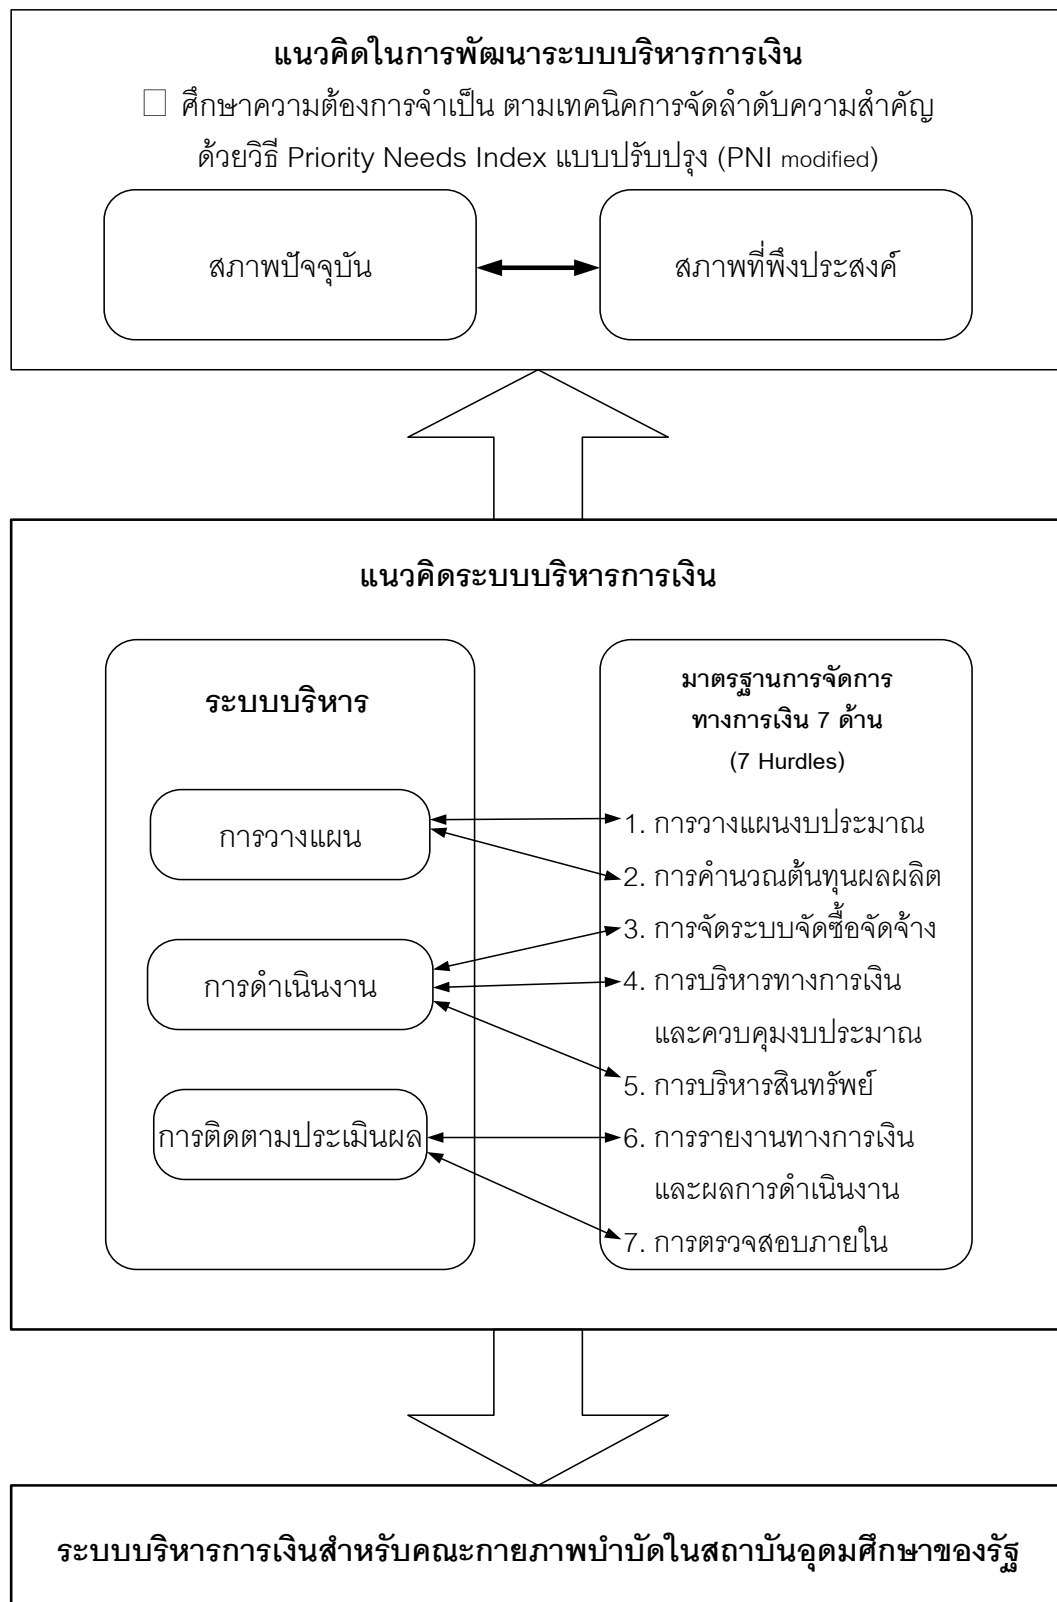 แนวคิดในการพัฒนาระบบบริหารการเงิน
□ ศึกษาความต้องการจำเป็น ตามเทคนิคการจัดลำดับความสำคัญ
ด้วยวิธี Priority Needs Index แบบปรับปรุง (PNI modified)
สภาพปัจจุบัน
สภาพที่พึงประสงค์
แนวคิดระบบบริหารการเงิน
ระบบบริหาร
การวางแผน
การดำเนินงาน
การติดตามประเมินผล
มาตรฐานการจัดการ
ทางการเงิน 7 ด้าน
(7 Hurdles)
1. การวางแผนงบประมาณ
2. การคำนวณต้นทุนผลผลิต
3. การจัดระบบจัดซื้อจัดจ้าง
4. การบริหารทางการเงิน
และควบคุมงบประมาณ
5. การบริหารสินทรัพย์
6. การรายงานทางการเงิน
และผลการดำเนินงาน
7. การตรวจสอบภายใน
ระบบบริหารการเงินสำหรับคณะกายภาพบำบัดในสถาบันอุดมศึกษาของรัฐ